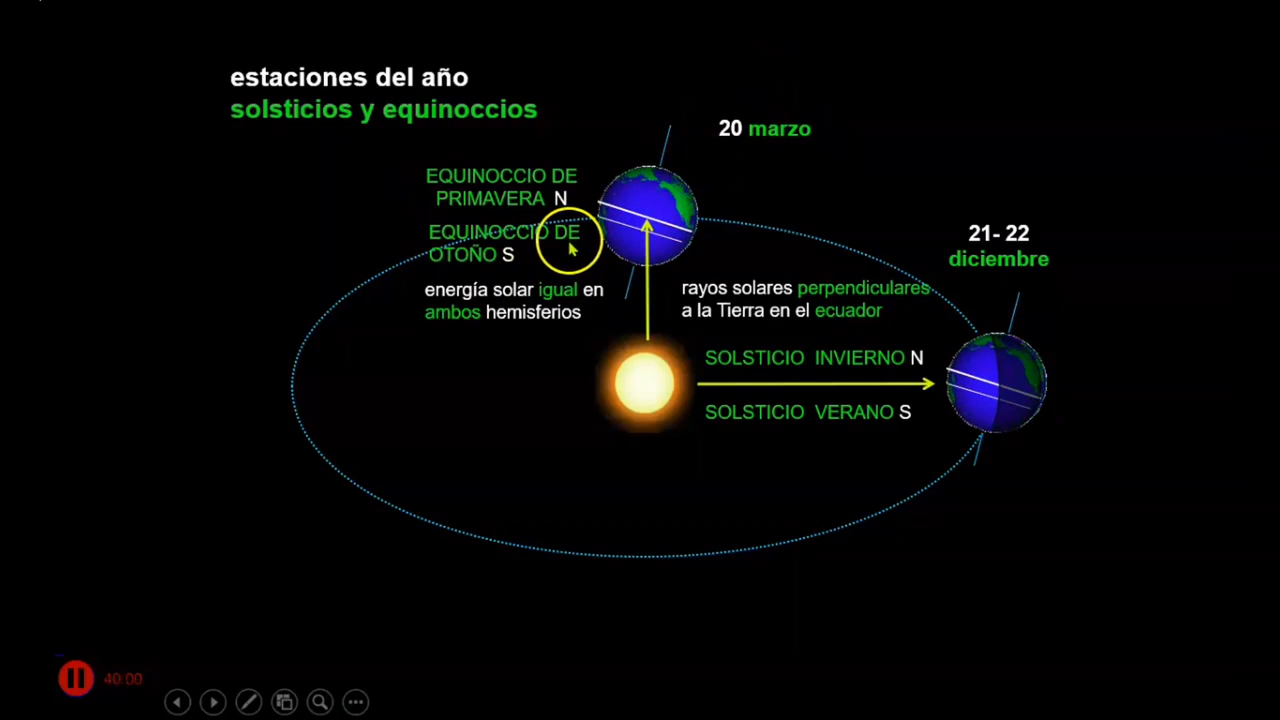 estaciones del año
solsticios y equinoccios
20 marzo
EQUINOCCIO DE
PRIMAVERA N
EQUINOCCIO DE
OTOÑO S
21- 22
diciembre
energía solar igual en
ambos hemisferios
rayos solares perpendiculares
a la Tierra en el ecuador
SOLSTICIO INVIERNO N
SOLSTICIO VERANO S
40:00